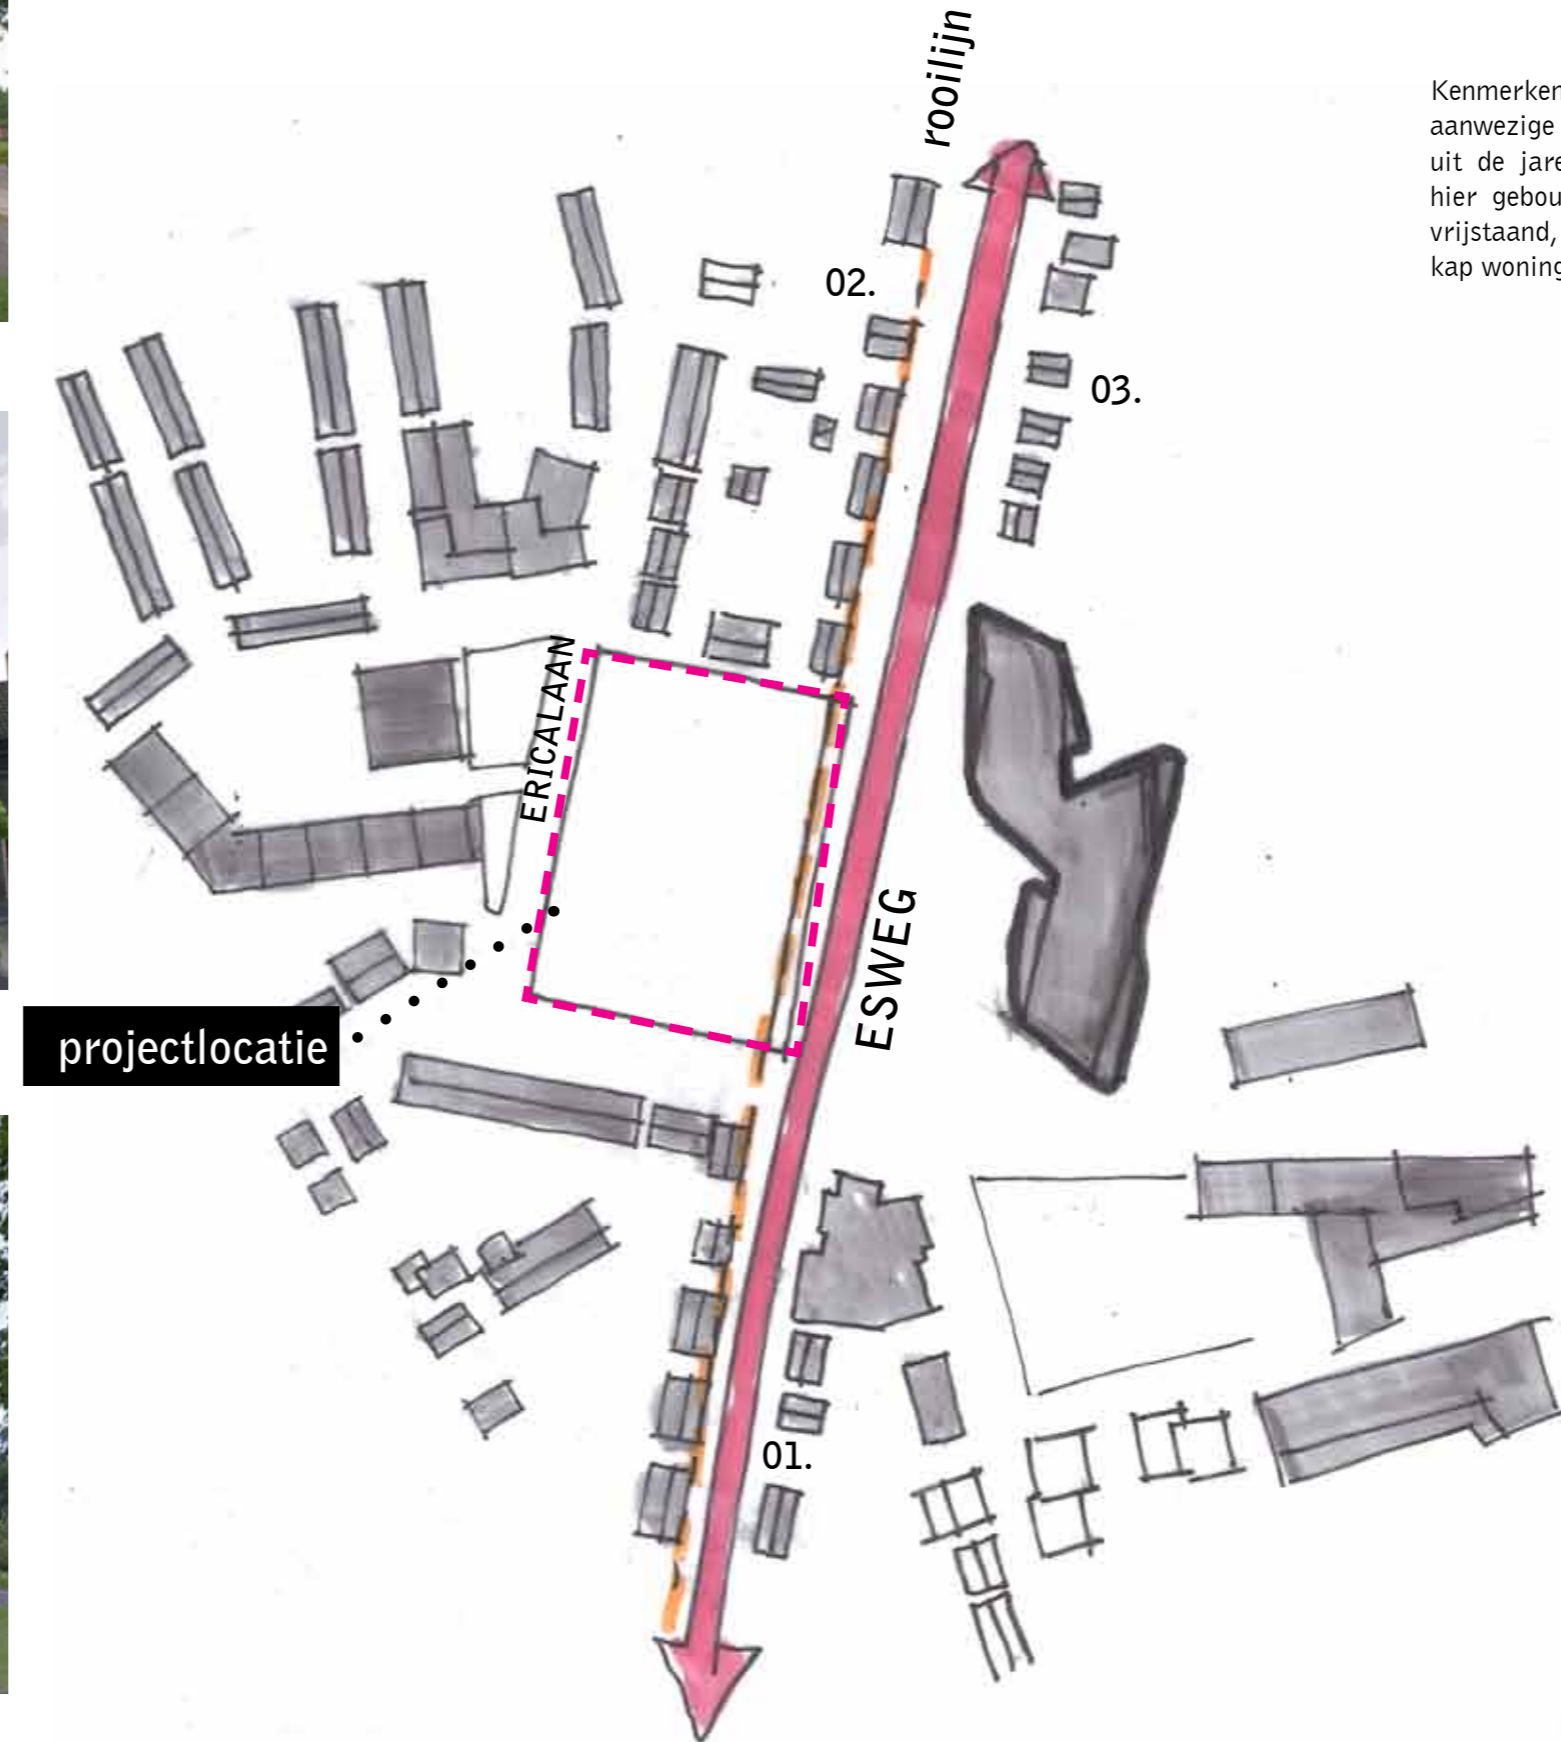 rooilijn
Kenmerken
aanwezige
uit de jare
hier gebou
vrijstaand,
kap woning
02.
03.
ERICALAAN
ESWEG
projectlocatie
01.